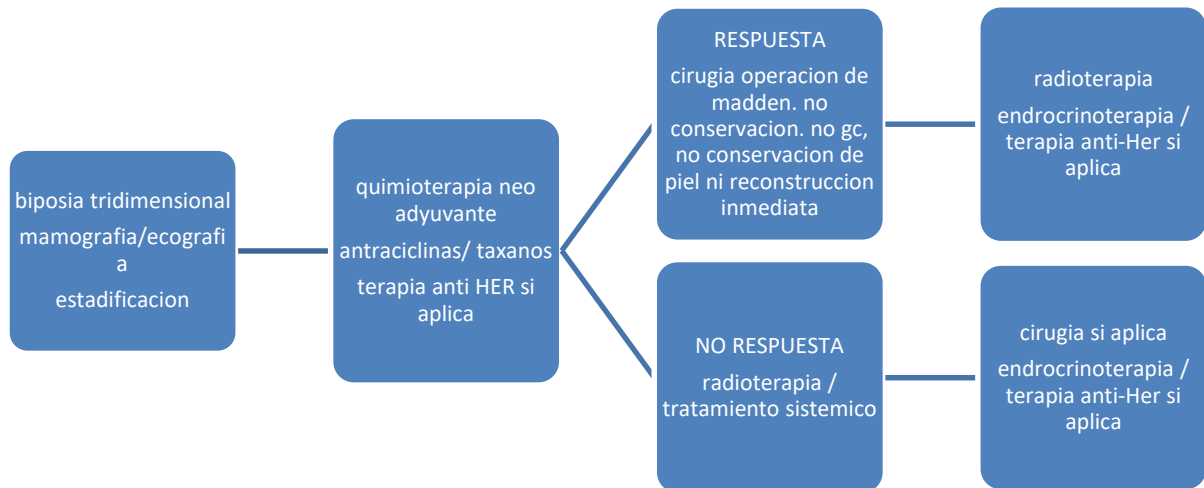 biposia tridimensional
mamografia/ecografi
a
estadificacion
quimioterapia neo
adyuvante
antraciclinas/ taxanos
terapia anti HER si
aplica
RESPUESTA
cirugia operacion de
madden. no
conservacion. no gc,
no conservacion de
piel ni reconstruccion
inmediata
radioterapia
endocrinoterapia /
terapia anti-Her si
aplica
NO RESPUESTA
radioterapia /
tratamiento sistemico
cirugia si aplica
endocrinoterapia /
terapia anti-Her si
aplica